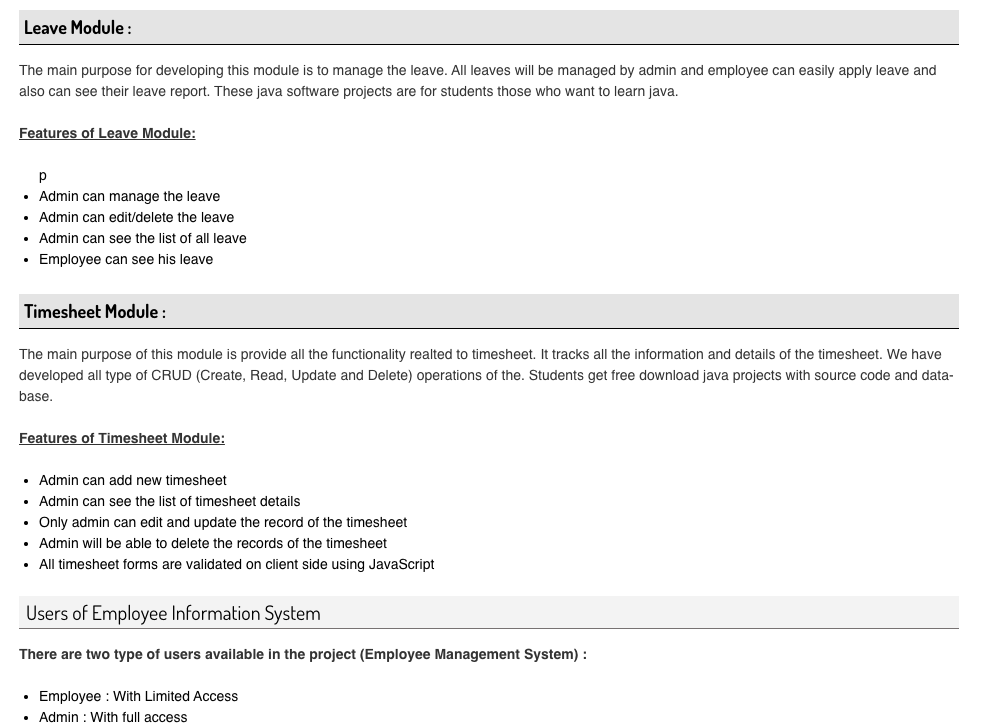 Leave Module :
The main purpose for developing this module is to manage the leave. All leaves will be managed by admin and employee can easily apply leave and
also can see their leave report. These java software projects are for students those who want to learn java.
Features of Leave Module:
p
• Admin can manage the leave
• Admin can edit/delete the leave
• Admin can see the list of all leave
• Employee can see his leave
Timesheet Module :
The main purpose of this module is provide all the functionality realted to timesheet. It tracks all the information and details of the timesheet. We have
developed all type of CRUD (Create, Read, Update and Delete) operations of the. Students get free download java projects with source code and data-
base.
Features of Timesheet Module:
• Admin can add new timesheet
• Admin can see the list of timesheet details
• Only admin can edit and update the record of the timesheet
• Admin will be able to delete the records of the timesheet
• All timesheet forms are validated on client side using JavaScript
Users of Employee Information System
There are two type of users available in the project (Employee Management System) :
• Employee : With Limited Access
• Admin : With full access